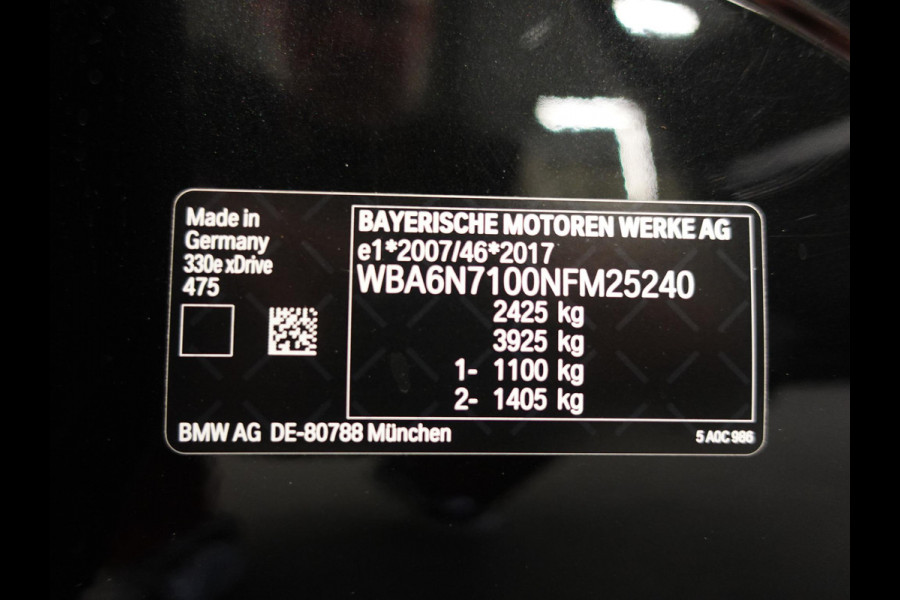 Made in
Germany
330e xDrive
475
BAYERISCHE MOTOREN WERKE AG
e1*2007/46*2017
WBA6N7100NFM25240
2425 kg
3925 kg
1- 1100 kg
2- 1405 kg
BMW AG DE-80788 München
5 A0C 986